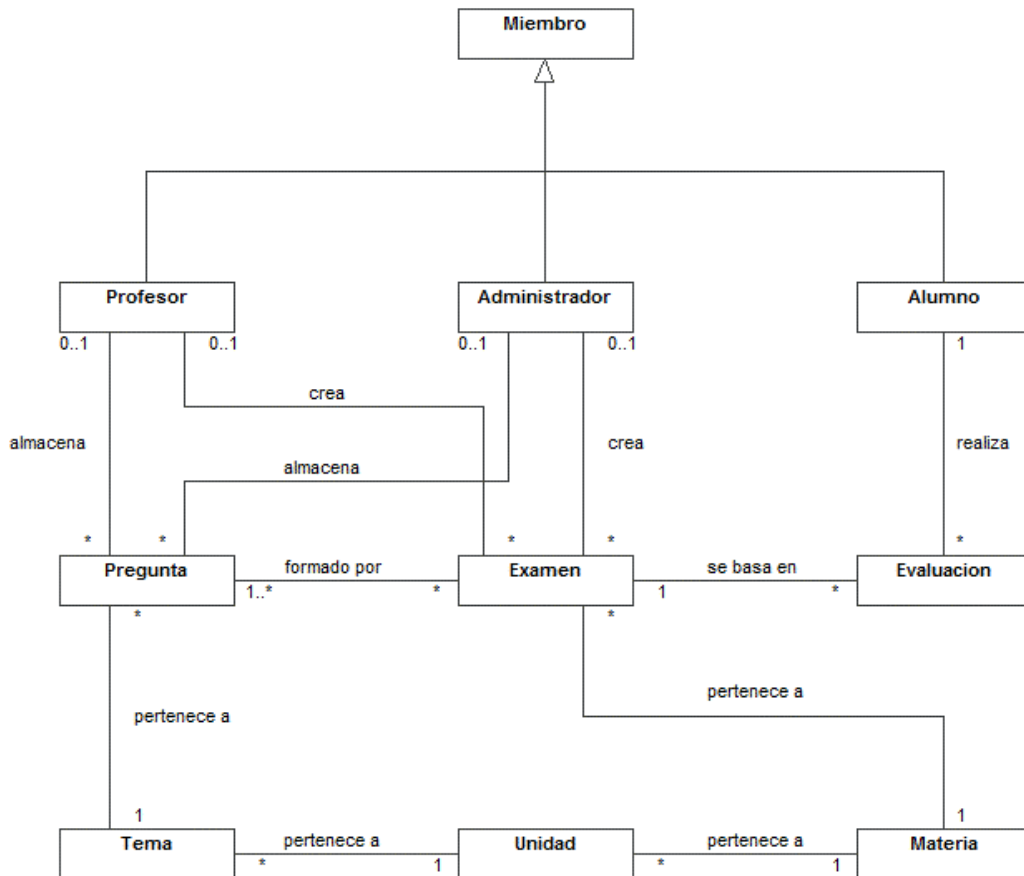 Miembro
Profesor
Administrador
Alumno
0..1
0..1
0..1
0..1
1
crea
almacena
crea
realiza
almacena
*
*
*
*
*
Pregunta
formado por
Examen
se basa en
Evaluacion
1..*
*
1
*
*
*
pertenece a
pertenece a
1
1
Tema
pertenece a
Unidad
pertenece a
Materia
*
1
*
1